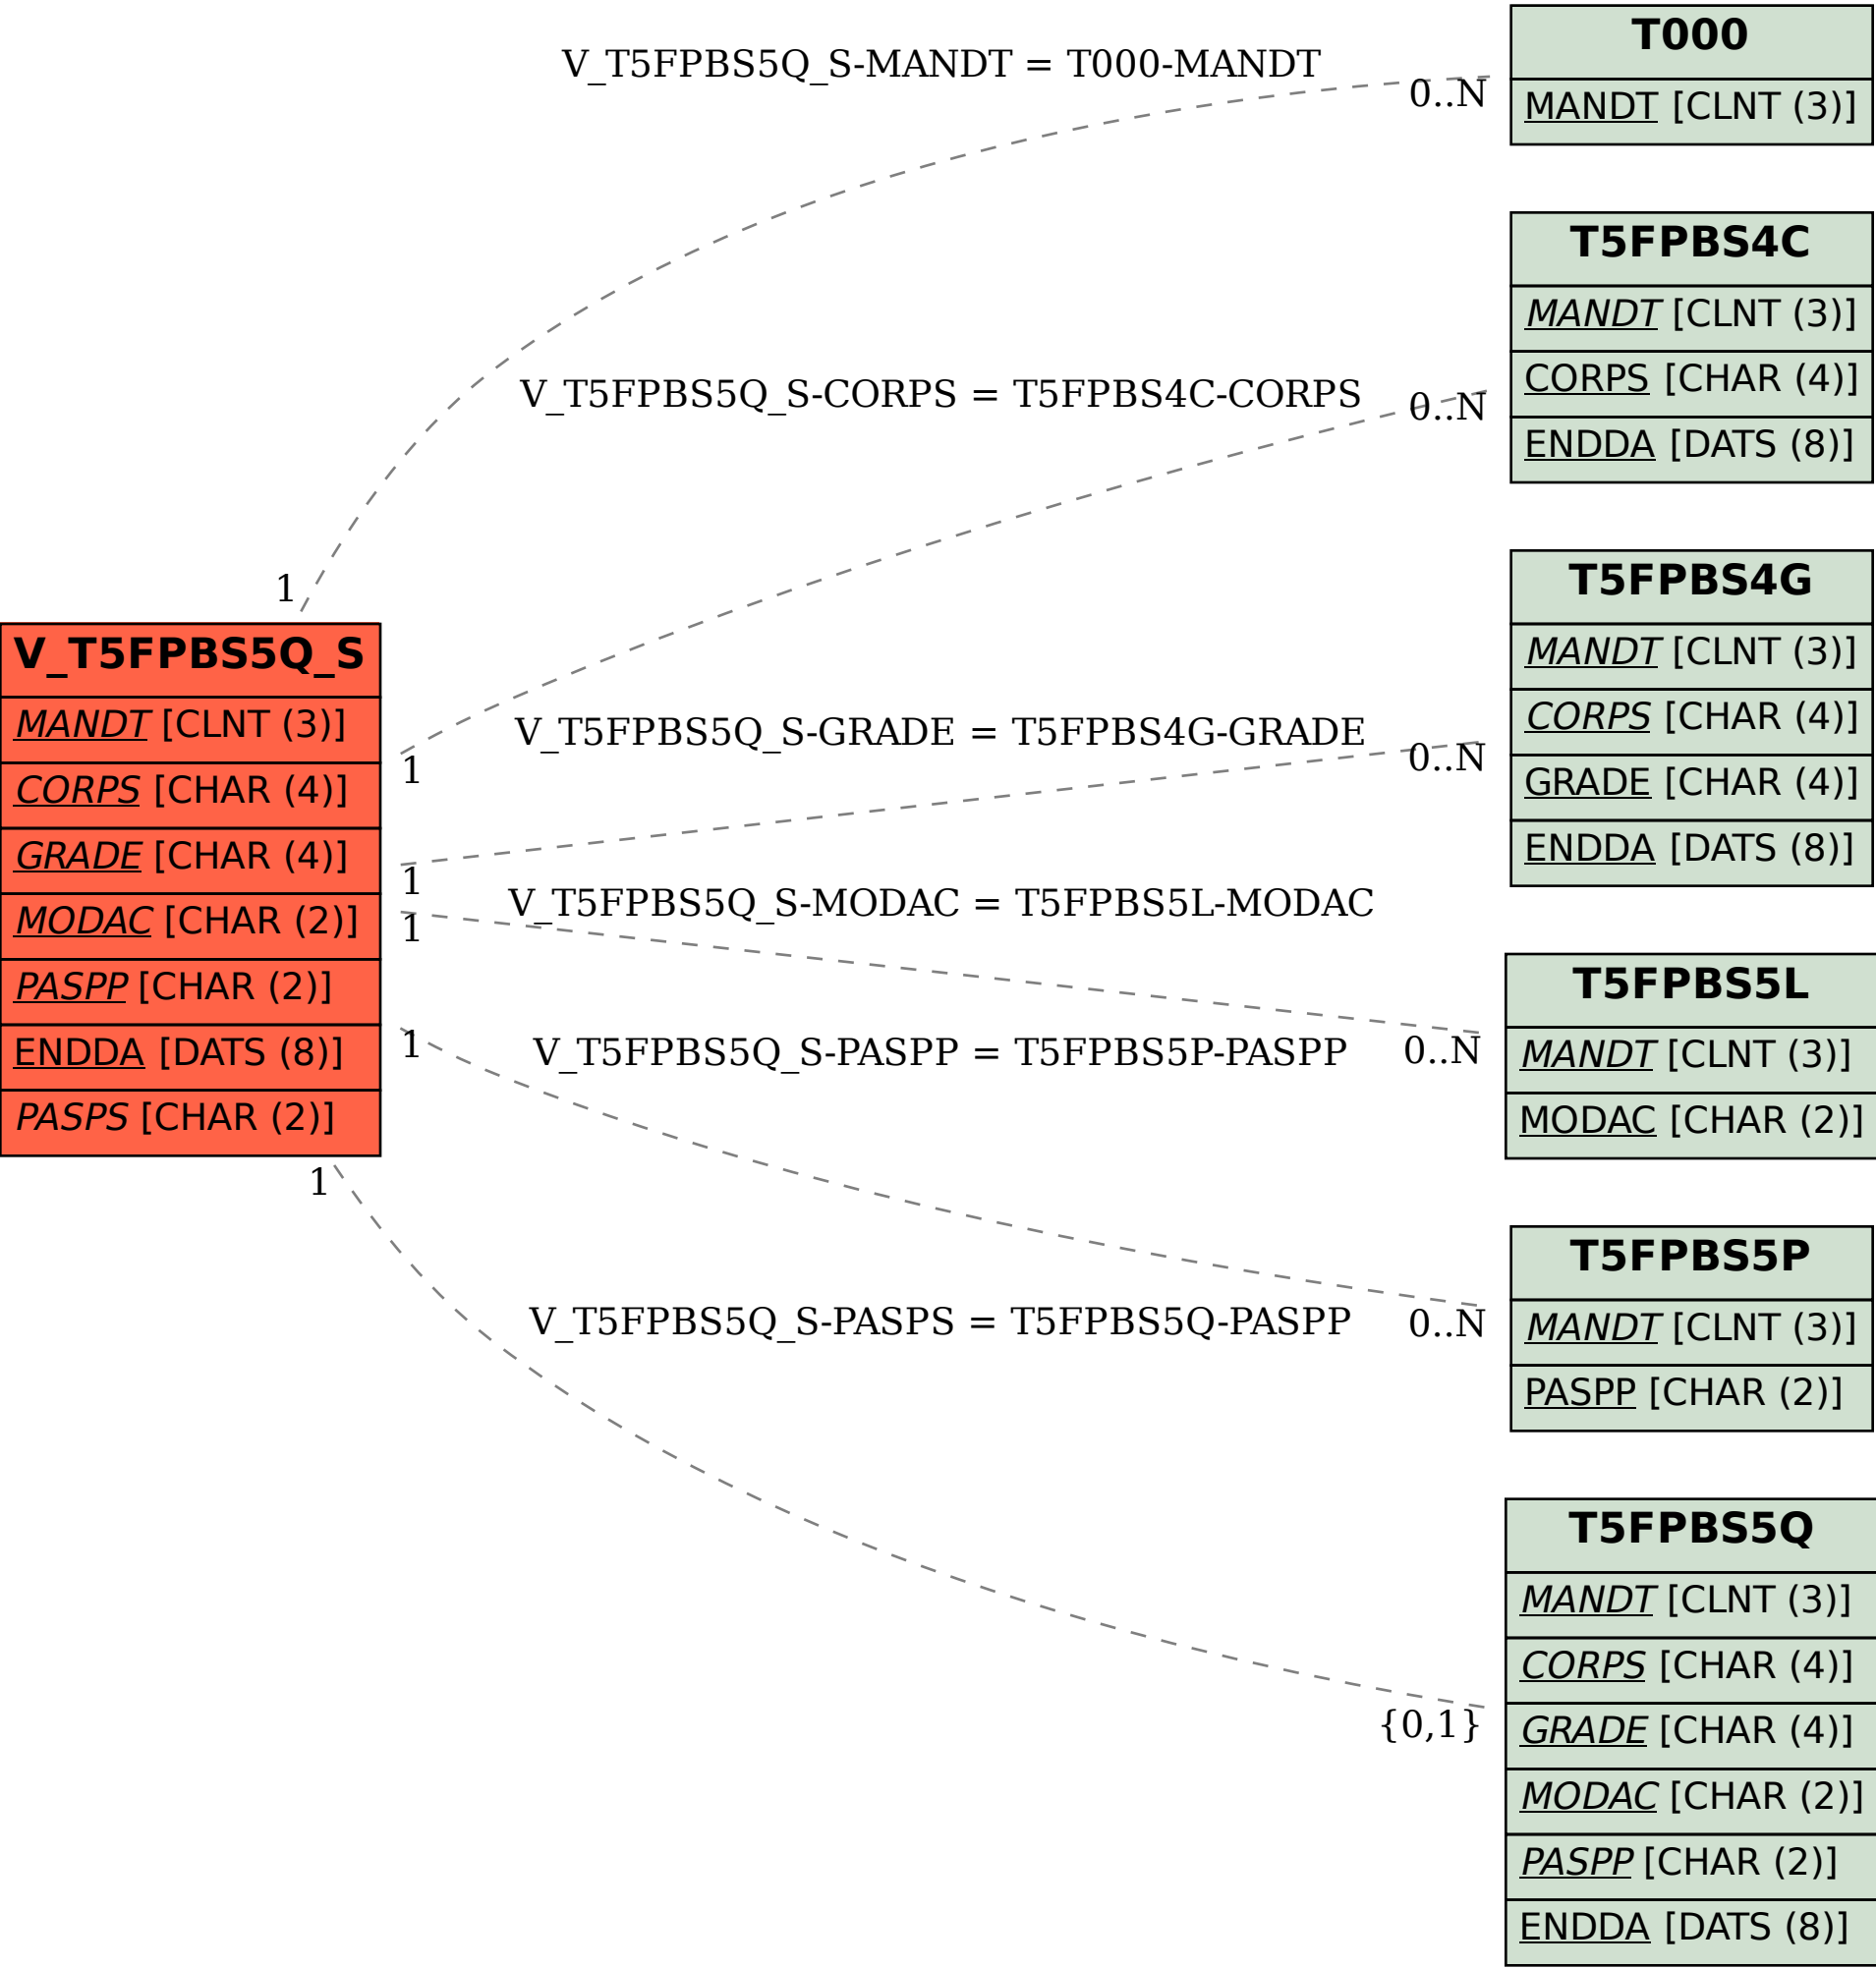 V_T5FPBS5Q_S-MANDT = T000-MANDT
0..N
1
V_T5FPBS5Q_S-CORPS = T5FPBS4C-CORPS
0..N
1
V_T5FPBS5Q_S-GRADE = T5FPBS4G-GRADE
0..N
1
V_T5FPBS5Q_S-MODAC = T5FPBS5L-MODAC
1
0..N
V_T5FPBS5Q_S-PASPP = T5FPBS5P-PASPP
1
0..N
V_T5FPBS5Q_S-PASPS = T5FPBS5Q-PASPP
1
{0,1}
V_T5FPBS5Q_S
MANDT [CLNT (3)]
CORPS [CHAR (4)]
GRADE [CHAR (4)]
MODAC [CHAR (2)]
PASPP [CHAR (2)]
ENDDA [DATS (8)]
PASPS [CHAR (2)]
T000
MANDT [CLNT (3)]
T5FPBS4C
MANDT [CLNT (3)]
CORPS [CHAR (4)]
ENDDA [DATS (8)]
T5FPBS4G
MANDT [CLNT (3)]
CORPS [CHAR (4)]
GRADE [CHAR (4)]
ENDDA [DATS (8)]
T5FPBS5L
MANDT [CLNT (3)]
MODAC [CHAR (2)]
T5FPBS5P
MANDT [CLNT (3)]
PASPP [CHAR (2)]
T5FPBS5Q
MANDT [CLNT (3)]
CORPS [CHAR (4)]
GRADE [CHAR (4)]
MODAC [CHAR (2)]
PASPP [CHAR (2)]
ENDDA [DATS (8)]